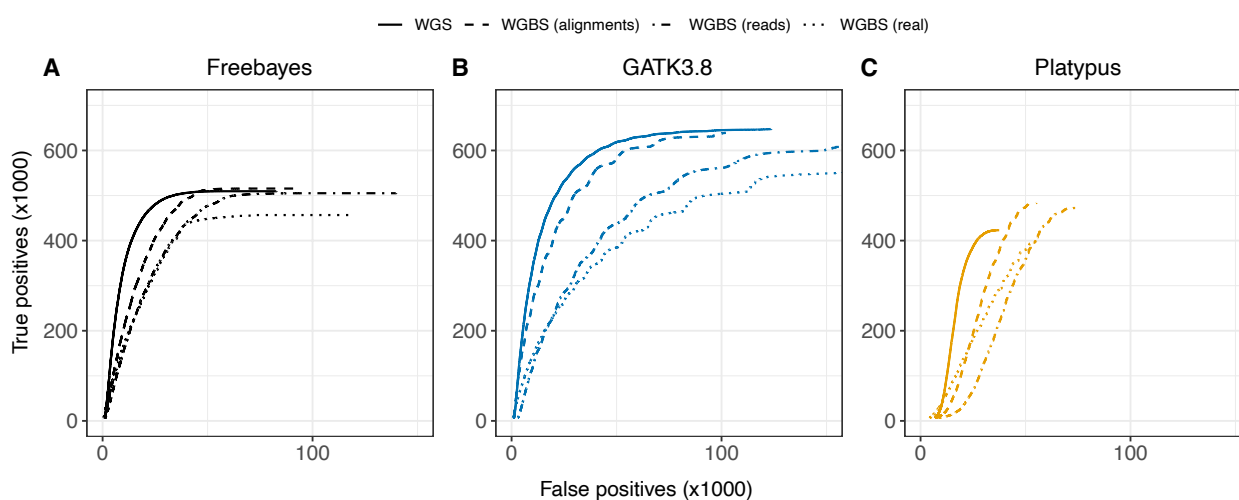 WGS WGBS (alignments) WGBS (reads) WGBS (real)
A Freebayes B GATK3.8 C Platypus
True positives (x1000)
600
400
200
0
600
400
200
0
600
400
200
0
0 100 0 100 0 100
False positives (x1000)